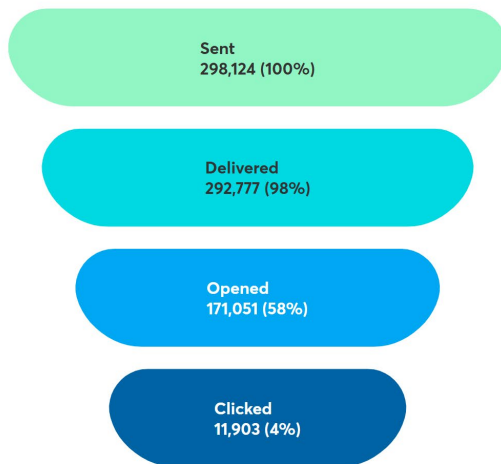 Sent
298,124 (100%)
Delivered
292,777 (98%)
Opened
171,051 (58%)
Clicked
11,903 (4%)